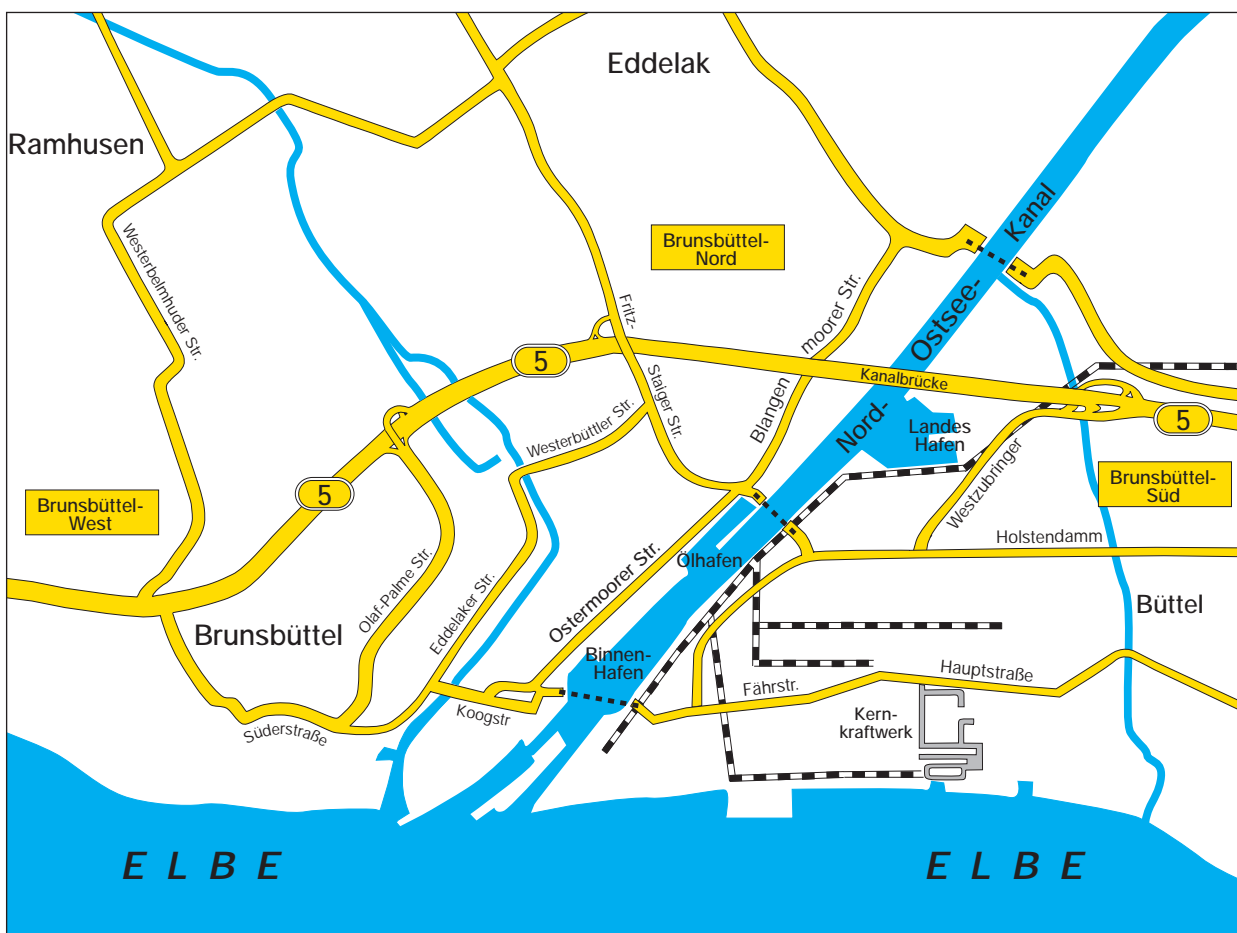 Eddelak
Ramhusen
Kanal
Ostsee-
Nord-
Brunsbüttel-
Nord
Westerbelmhuder Str.
Fritz-
Staiger Str.
moorer Str.
Blangen
5
Kanalbrücke
5
Landes
Hafen
Westerbüttler Str.
Westzubringer
Brunsbüttel-
Süd
5
Brunsbüttel-
West
Holstendamm
Ölhafen
Olaf-Palme Str.
Eddelaker Str.
Ostermoorer Str.
Büttel
Brunsbüttel
Binnen-
Hafen
Hauptstraße
Fährstr.
Koogstr
Süderstraße
Kern-
kraftwerk
ELBE
ELBE